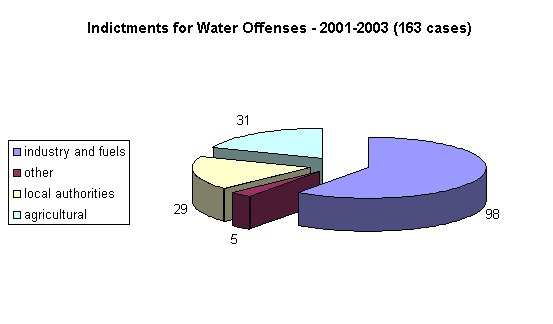 Indictments for Water Offenses - 2001-2003 (163 cases)
31
industry and fuels
other
local authorities
agricultural
29
98
5